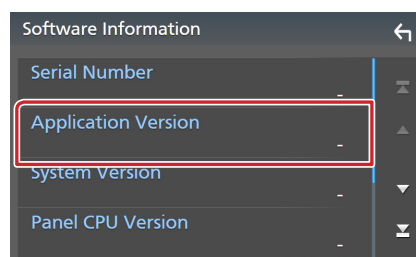 Software Information
Serial Number
-
Application Version
-
System Version
-
Panel CPU Version
-